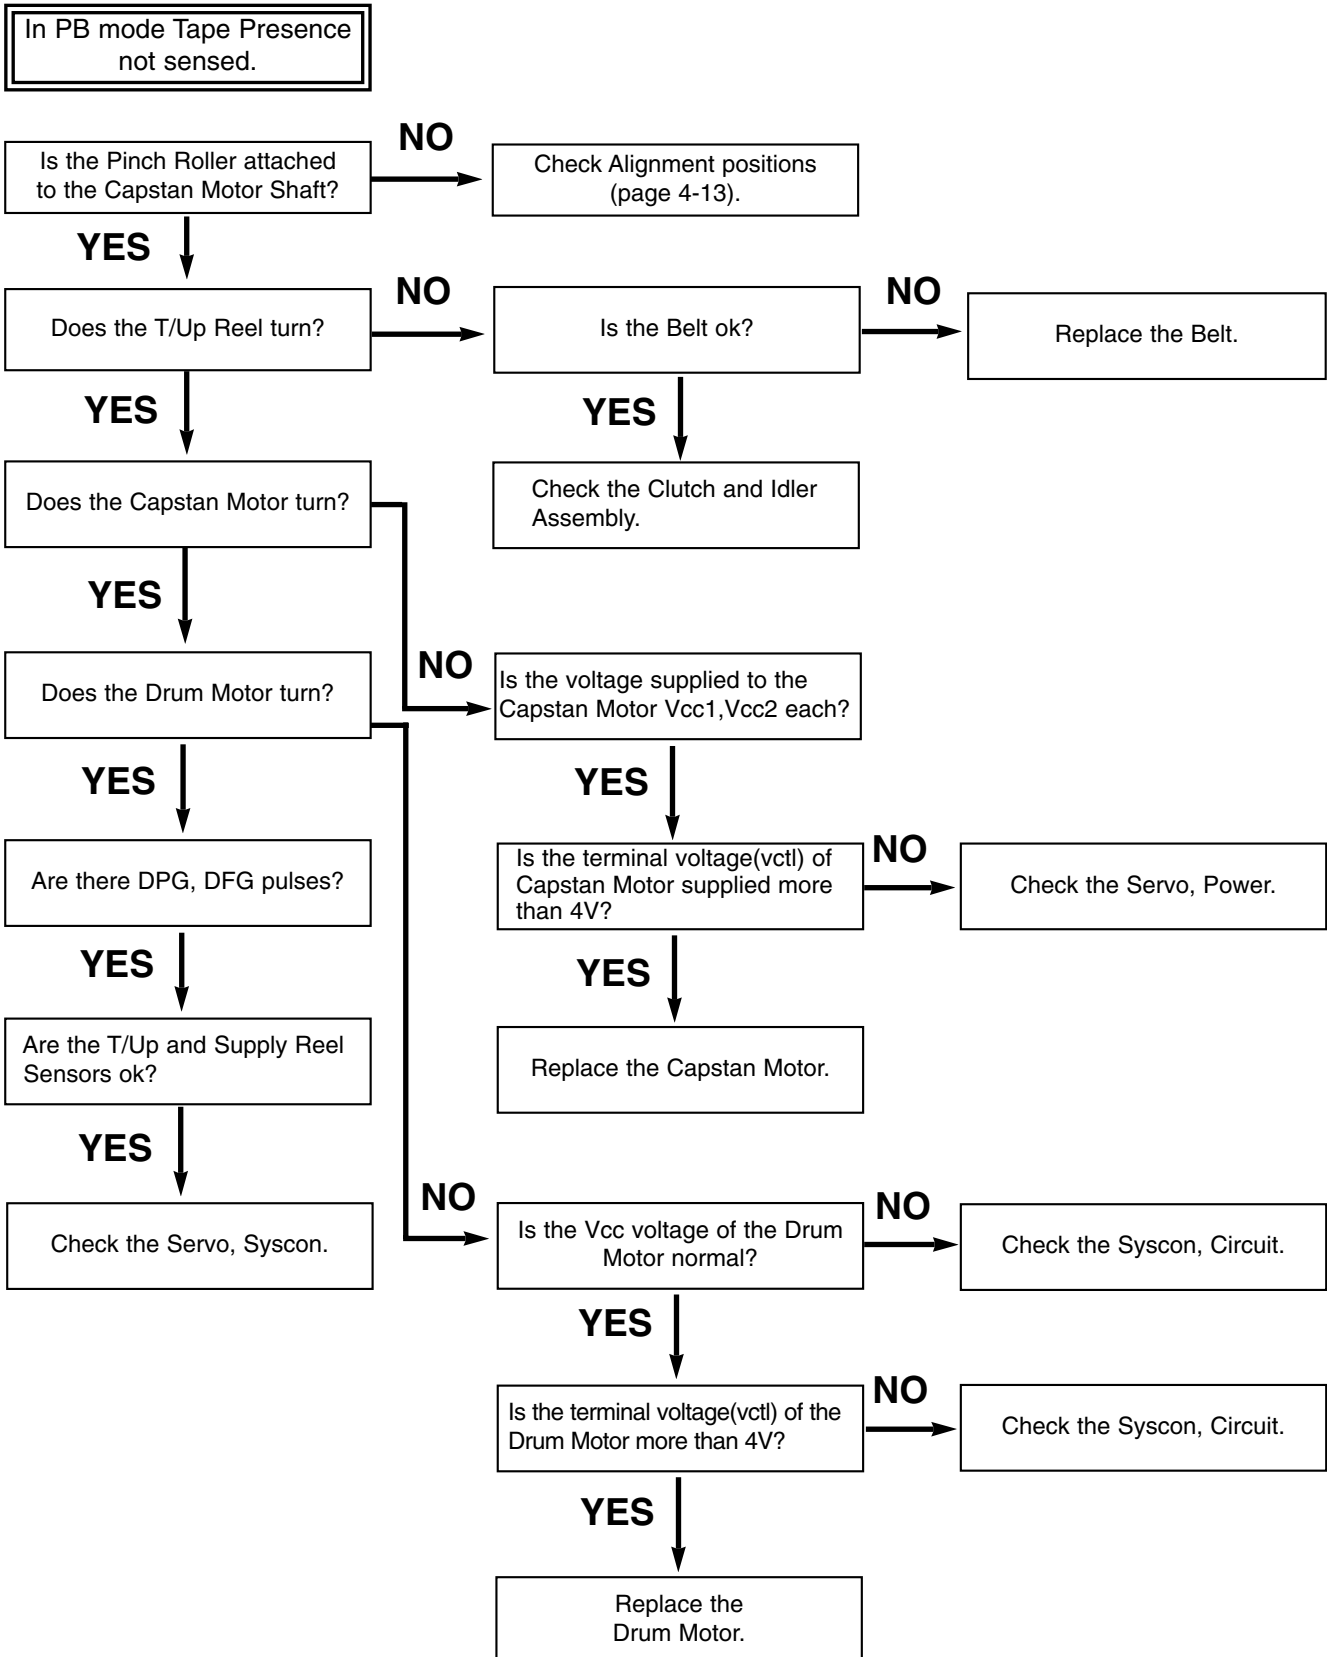 In PB mode Tape Presence
not sensed.
NO
Is the Pinch Roller attached
to the Capstan Motor Shaft?
Check Alignment positions
(page 4-13).
YES
NO
NO
Does the T/Up Reel turn?
Is the Belt ok?
Replace the Belt.
YES
YES
Does the Capstan Motor turn?
Check the Clutch and Idler
Assembly.
YES
NO
Does the Drum Motor turn?
Is the voltage supplied to the
Capstan Motor Vcc1,Vcc2 each?
YES
YES
NO
Are there DPG, DFG pulses?
Is the terminal voltage(vctl) of
Capstan Motor supplied more
than 4V?
Check the Servo, Power.
YES
YES
Are the T/Up and Supply Reel
Sensors ok?
Replace the Capstan Motor.
YES
NO
NO
Check the Servo, Syscon.
Is the Vcc voltage of the Drum
Motor normal?
Check the Syscon, Circuit.
YES
NO
Is the terminal voltage(vctl) of the
Drum Motor more than 4V?
Check the Syscon, Circuit.
YES
Replace the
Drum Motor.